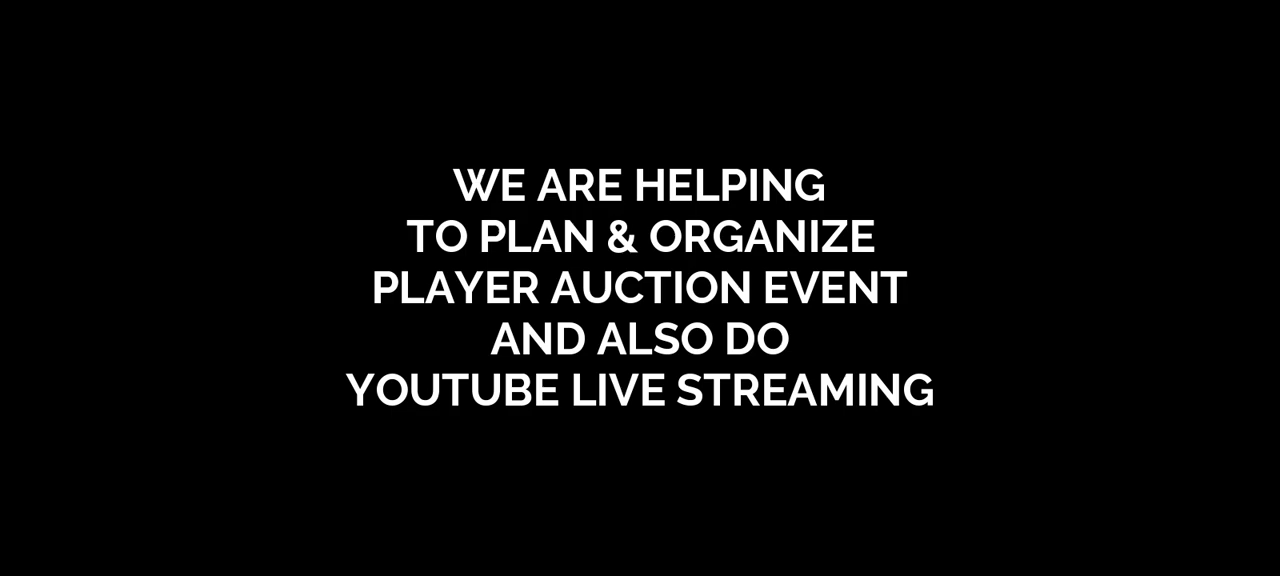 WE ARE HELPING
TO PLAN & ORGANIZE
PLAYER AUCTION EVENT
AND ALSO DO
YOUTUBE LIVE STREAMING